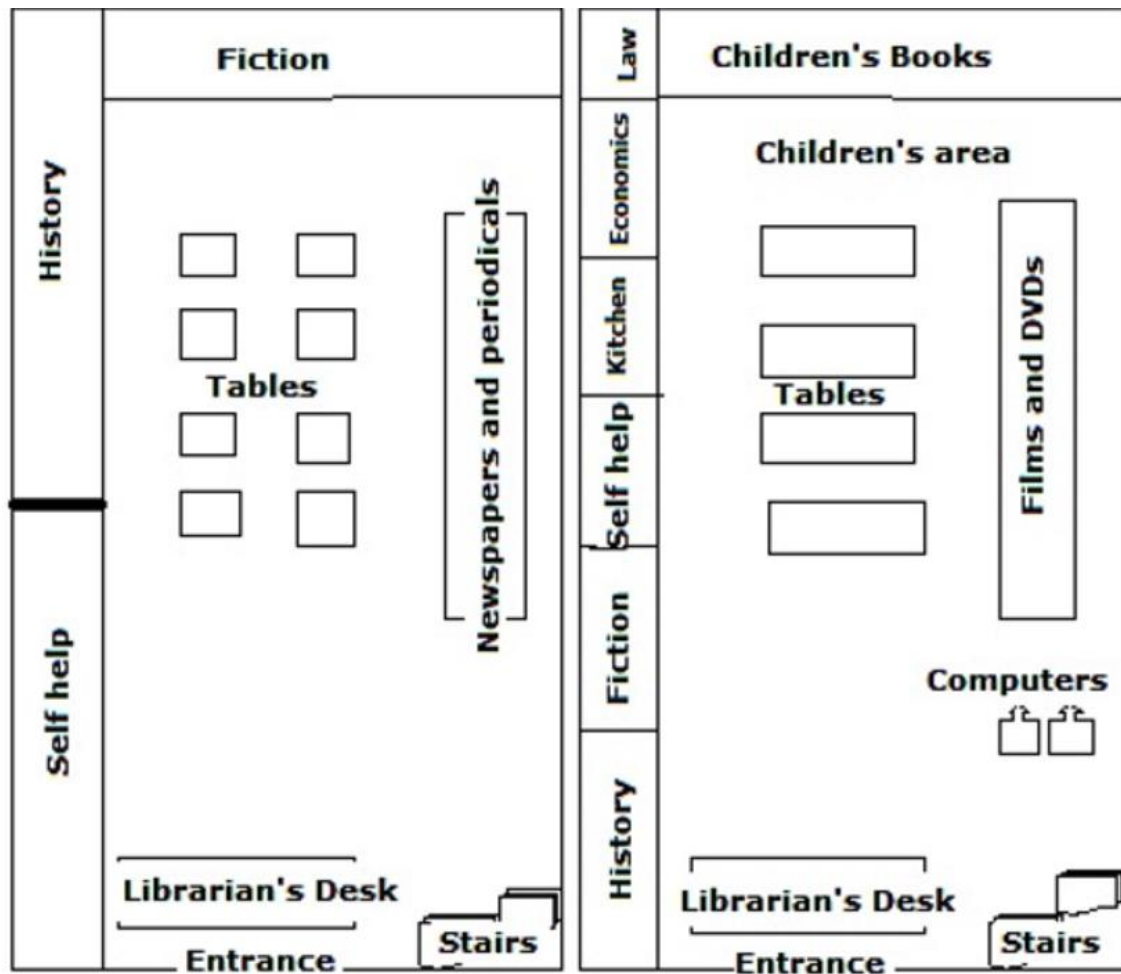 Fiction
History
Newspapers and periodicals
Tables
Self help
Librarian's Desk
Stairs
Entrance
Law
Children's Books
Economics
Children's area
Kitchen
Films and DVDs
Tables
Self help
Fiction
Computers
History
Librarian's Desk
Stairs
Entrance